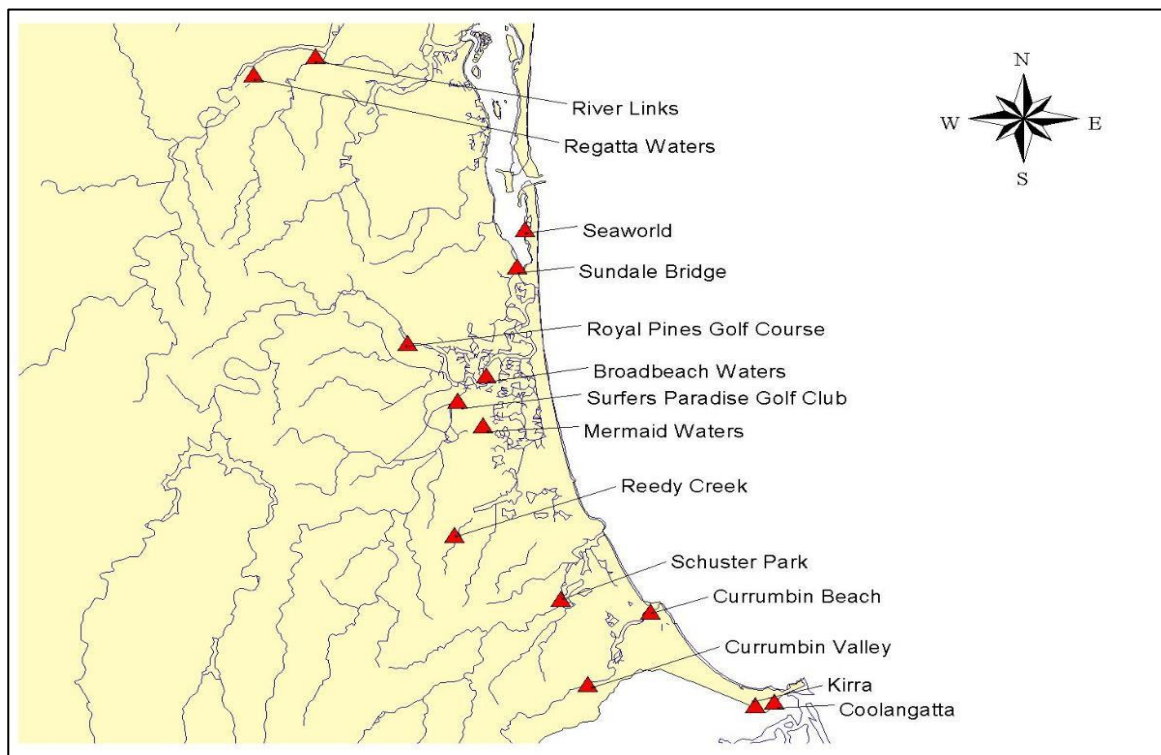 N
W E
S
River Links
Regatta Waters
Seaworld
Sundale Bridge
Royal Pines Golf Course
Broadbeach Waters
Surfers Paradise Golf Club
Mermaid Waters
Reedy Creek
Schuster Park
Currumbin Beach
Currumbin Valley
Kirra
Coolangatta